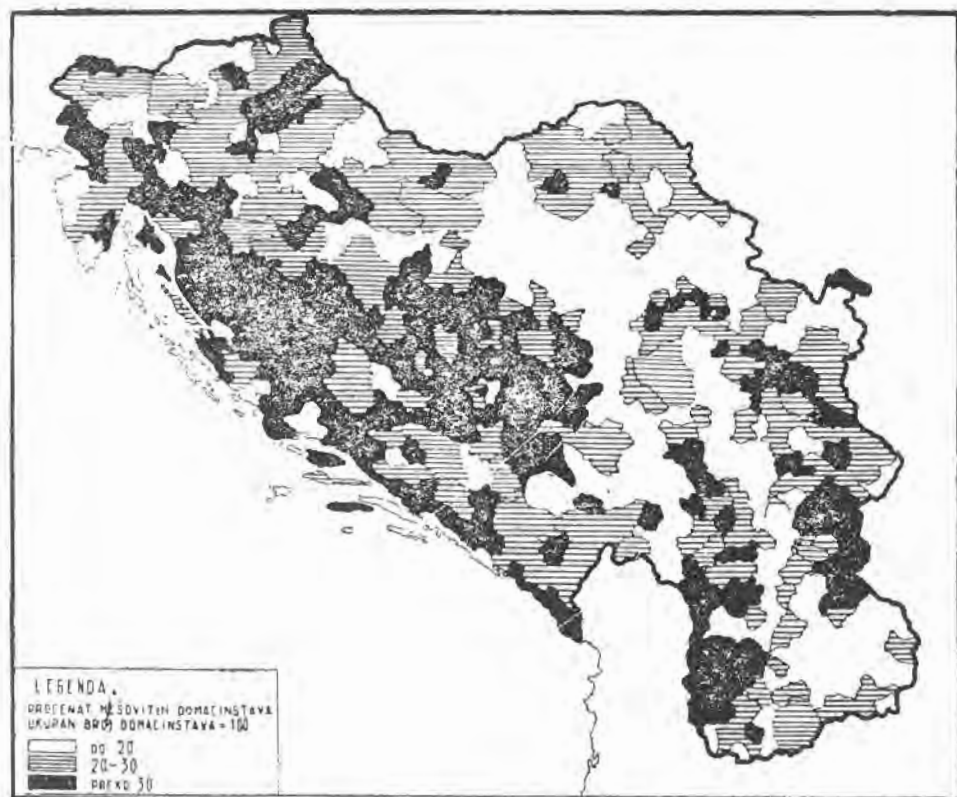 LEGENDA.
PROCENAT MEŠOVITIH DOMAĆINSTAVA
UKUPAN BROJ DOMAĆINSTAVA = 100
DO 20
20-30
PREKO 30